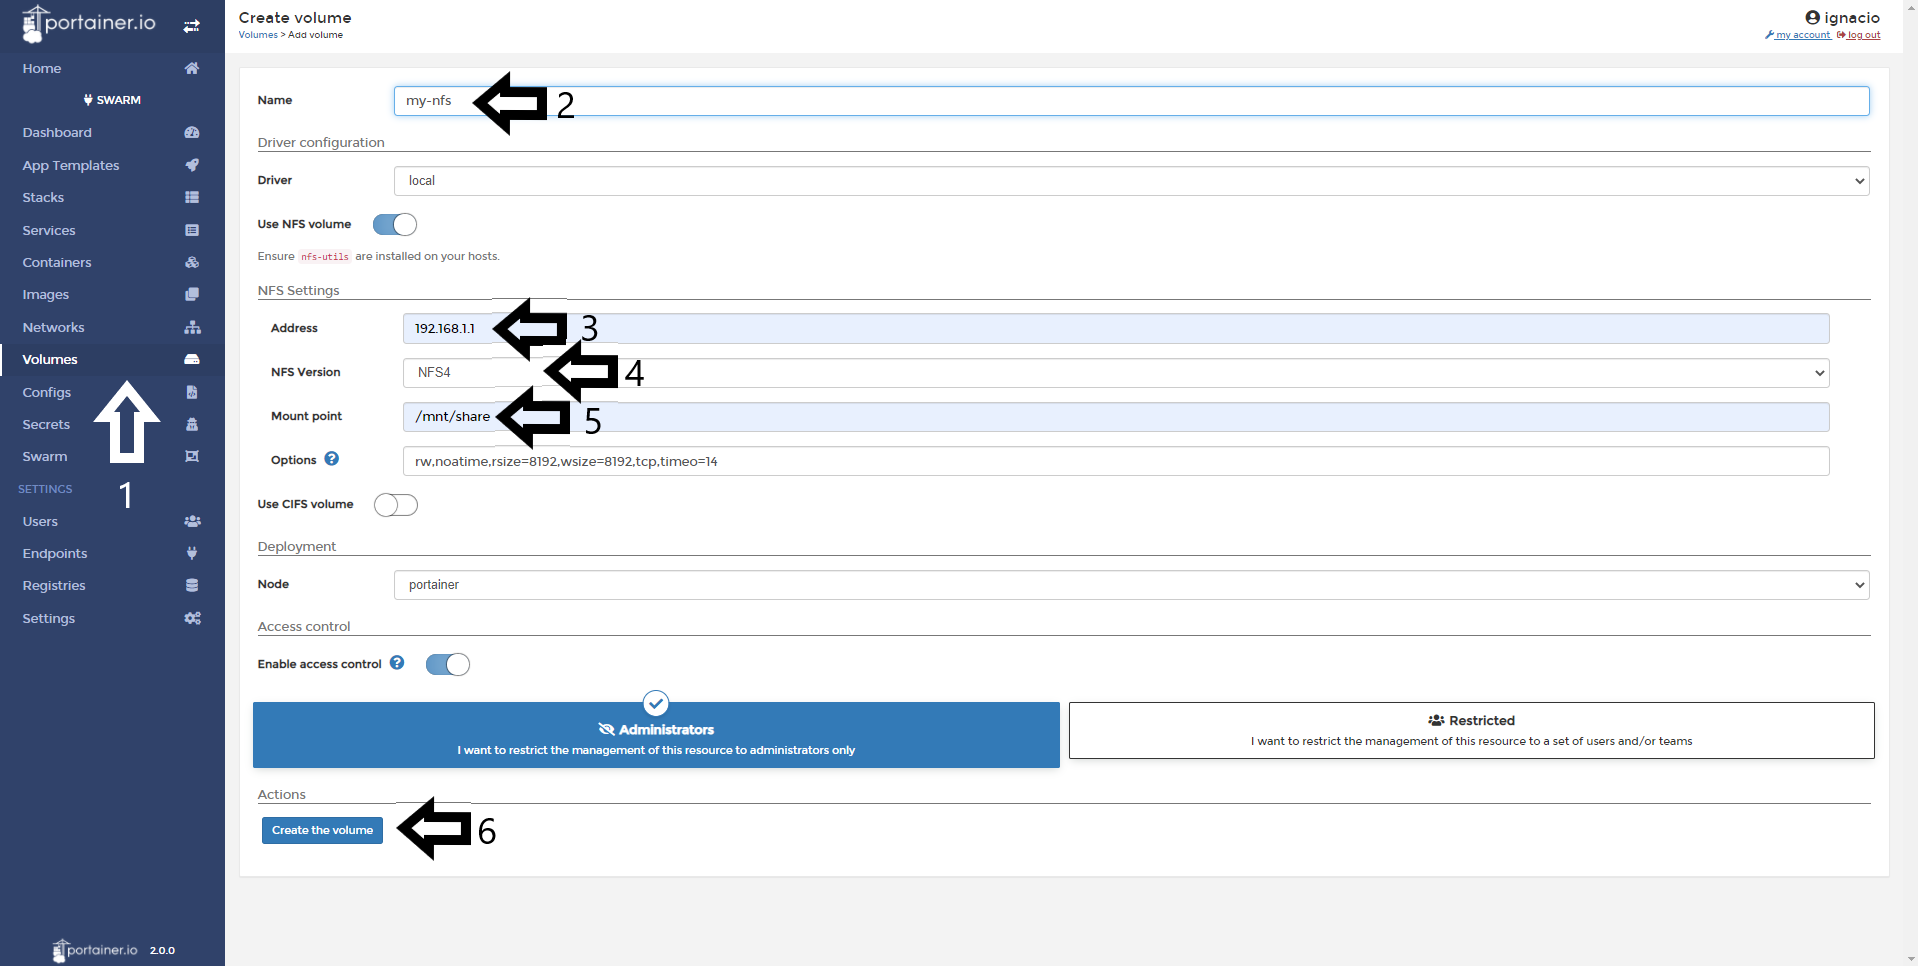 portainer.io
Home
SWARM
Dashboard
App Templates
Stacks
Services
Containers
Images
Networks
Volumes
Configs
Secrets
Swarm
1
SETTINGS
Users
Endpoints
Registries
Settings
portainer.io 2.0.0
Create volume
Volumes > Add volume
ignacio
my account log out
Name my-nfs 2
Driver configuration
Driver local
Use NFS volume
Ensure nfs-utils are installed on your hosts.
NFS Settings
Address 192.168.1.1 3
NFS Version NFS4 4
Mount point /mnt/share 5
Options ? rw,noatime,rsize=8192,wsize=8192,tcp,timeo=14
Use CIFS volume
Deployment
Node portainer
Access control
Enable access control ?
Administrators
I want to restrict the management of this resource to administrators only
Restricted
I want to restrict the management of this resource to a set of users and/or teams
Actions
Create the volume 6